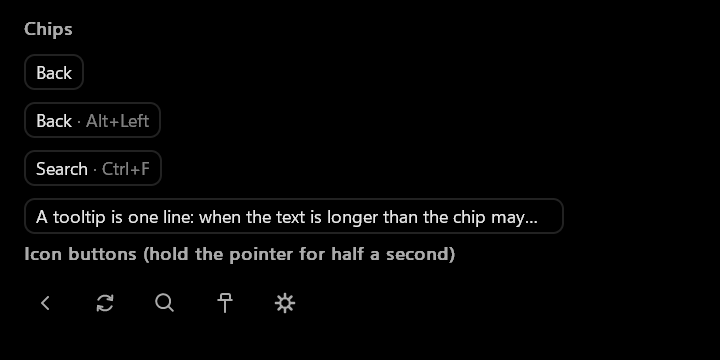 Chips
Back
Back · Alt+Left
Search · Ctrl+F
A tooltip is one line: when the text is longer than the chip may...
Icon buttons (hold the pointer for half a second)